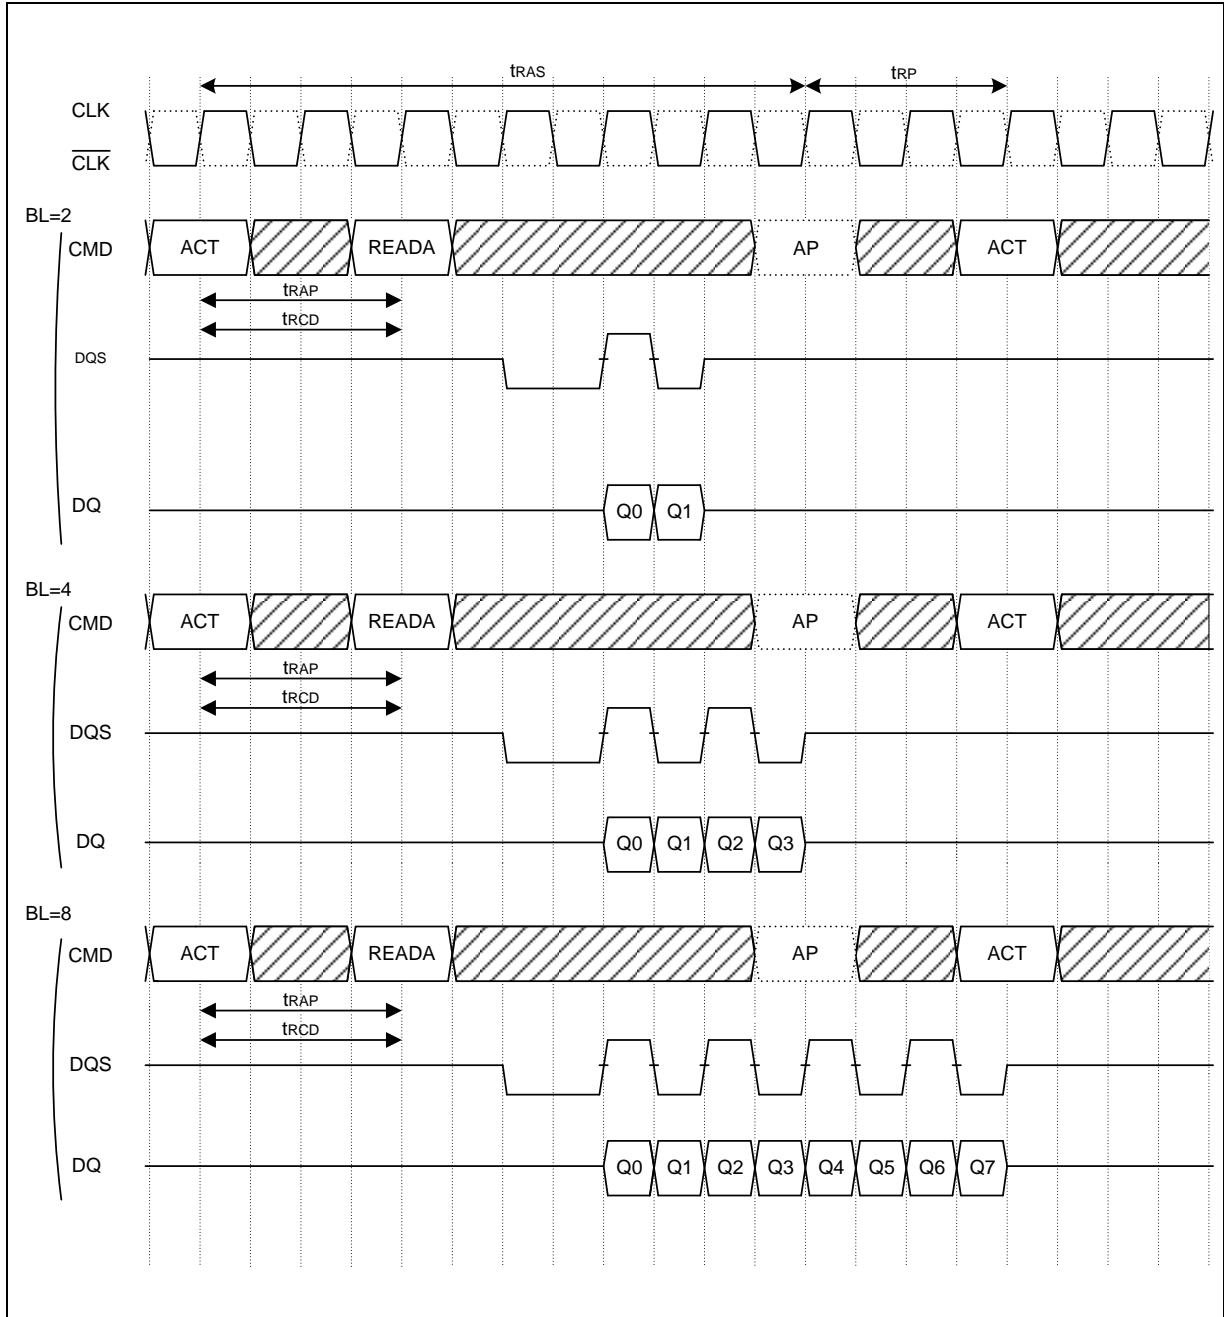 tRAS tRP
CLK
CLK
BL=2
CMD ACT READA AP ACT
tRAP
tRCD
DQS
DQ Q0 Q1
BL=4
CMD ACT READA AP ACT
tRAP
tRCD
DQS
DQ Q0 Q1 Q2 Q3
BL=8
CMD ACT READA AP ACT
tRAP
tRCD
DQS
DQ Q0 Q1 Q2 Q3 Q4 Q5 Q6 Q7